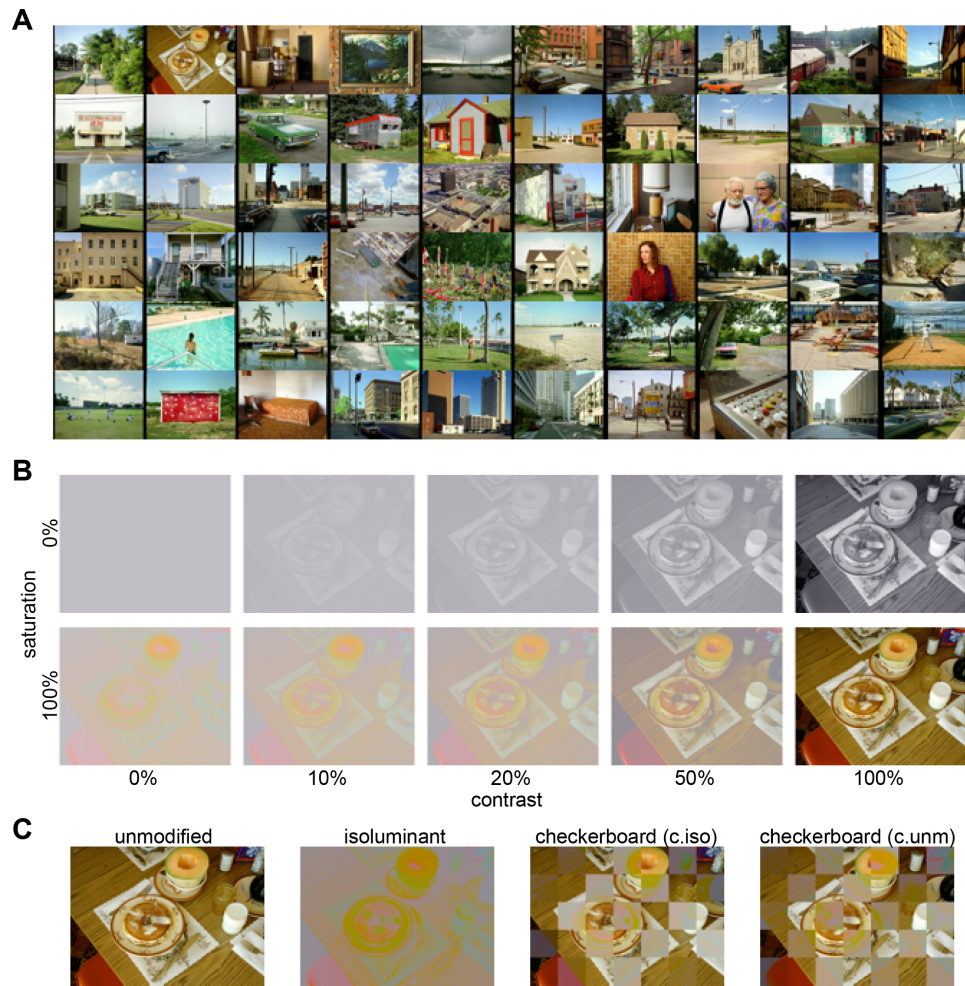 A
B
0%
saturation
100%
0%
10%
20%
50%
100%
contrast
C
unmodified
isoluminant
checkerboard (c.iso)
checkerboard (c.unm)